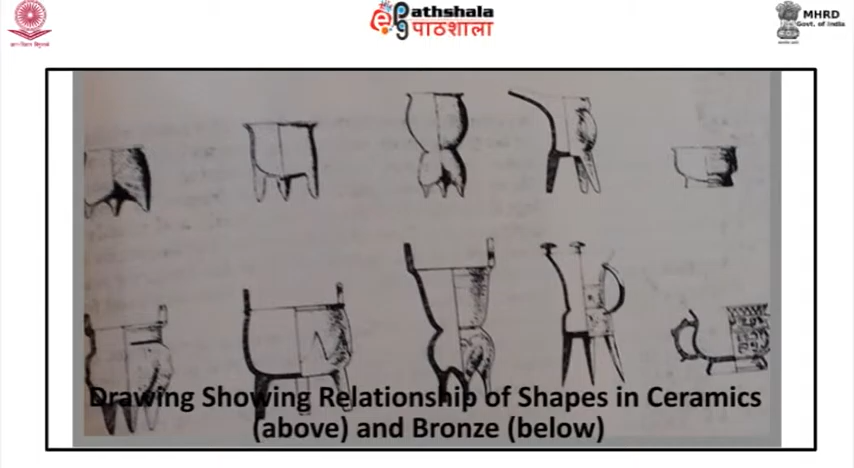 epathshala
पाठशाला
MHRD
Govt. of India
Drawing Showing Relationship of Shapes in Ceramics
(above) and Bronze (below)